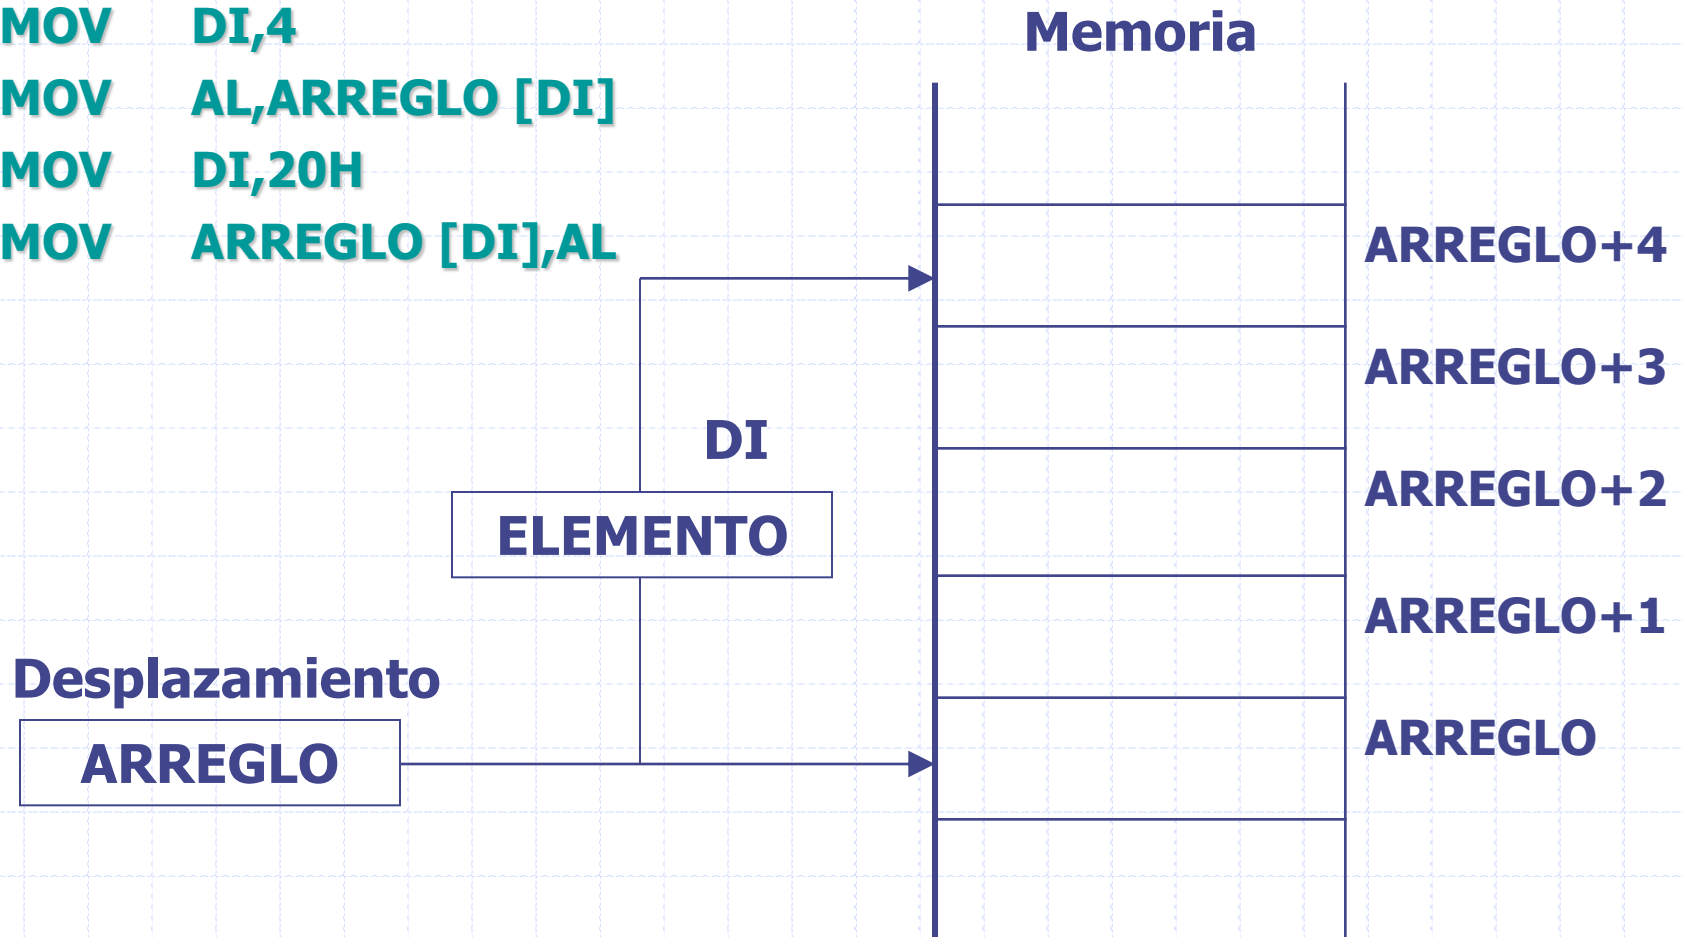 MOV DI,4
MOV AL,ARREGLO [DI]
MOV DI,20H
MOV ARREGLO [DI],AL
Memoria
ARREGLO+4
ARREGLO+3
DI
ARREGLO+2
ELEMENTO
ARREGLO+1
Desplazamiento
ARREGLO
ARREGLO